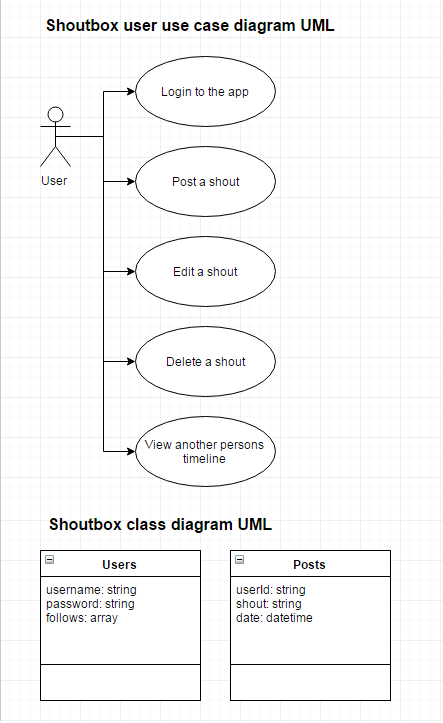 Shoutbox user use case diagram UML
Login to the app
User
Post a shout
Edit a shout
Delete a shout
View another persons
timeline
Shoutbox class diagram UML
Users
username: string
password: string
follows: array
Posts
userId: string
shout: string
date: datetime